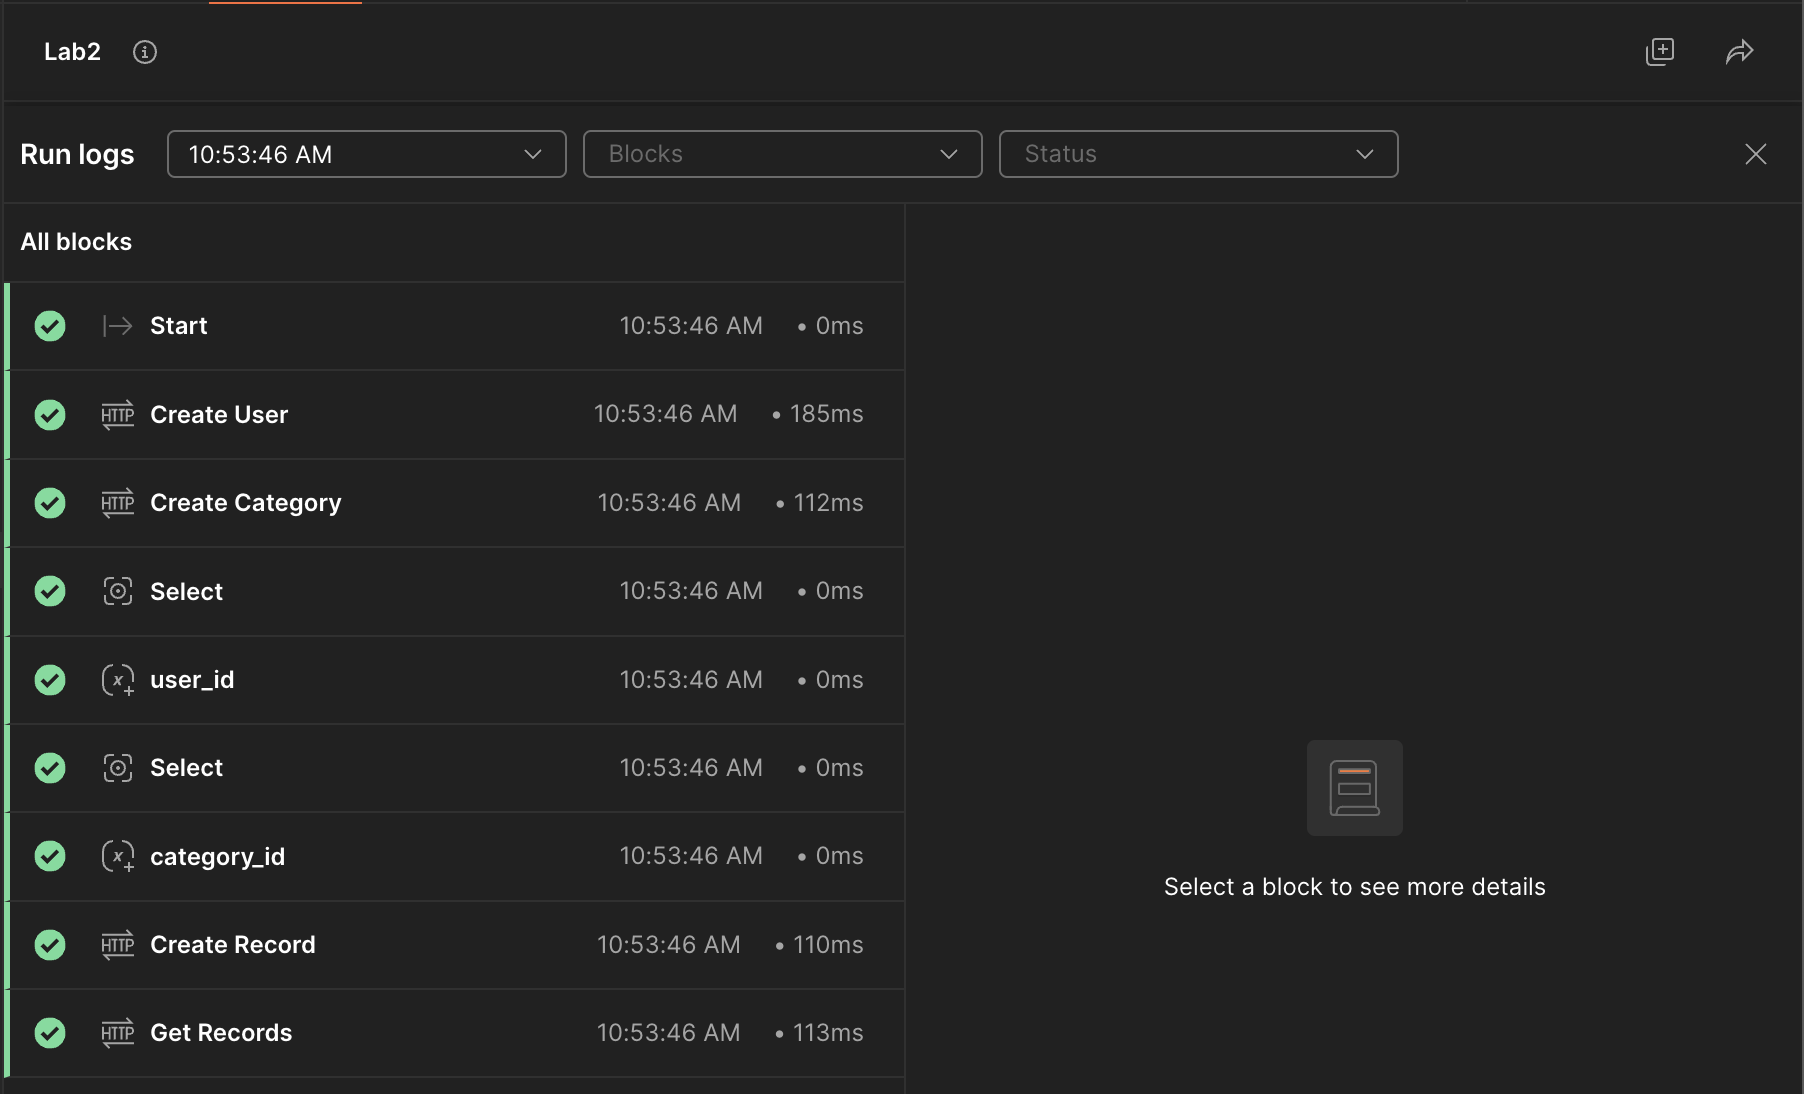 Lab2
Run logs 10:53:46 AM Blocks Status
All blocks
Start 10:53:46 AM • 0ms
HTTP Create User 10:53:46 AM • 185ms
HTTP Create Category 10:53:46 AM • 112ms
Select 10:53:46 AM • 0ms
x user_id 10:53:46 AM • 0ms
Select 10:53:46 AM • 0ms
x category_id 10:53:46 AM • 0ms
HTTP Create Record 10:53:46 AM • 110ms
HTTP Get Records 10:53:46 AM • 113ms
Select a block to see more details